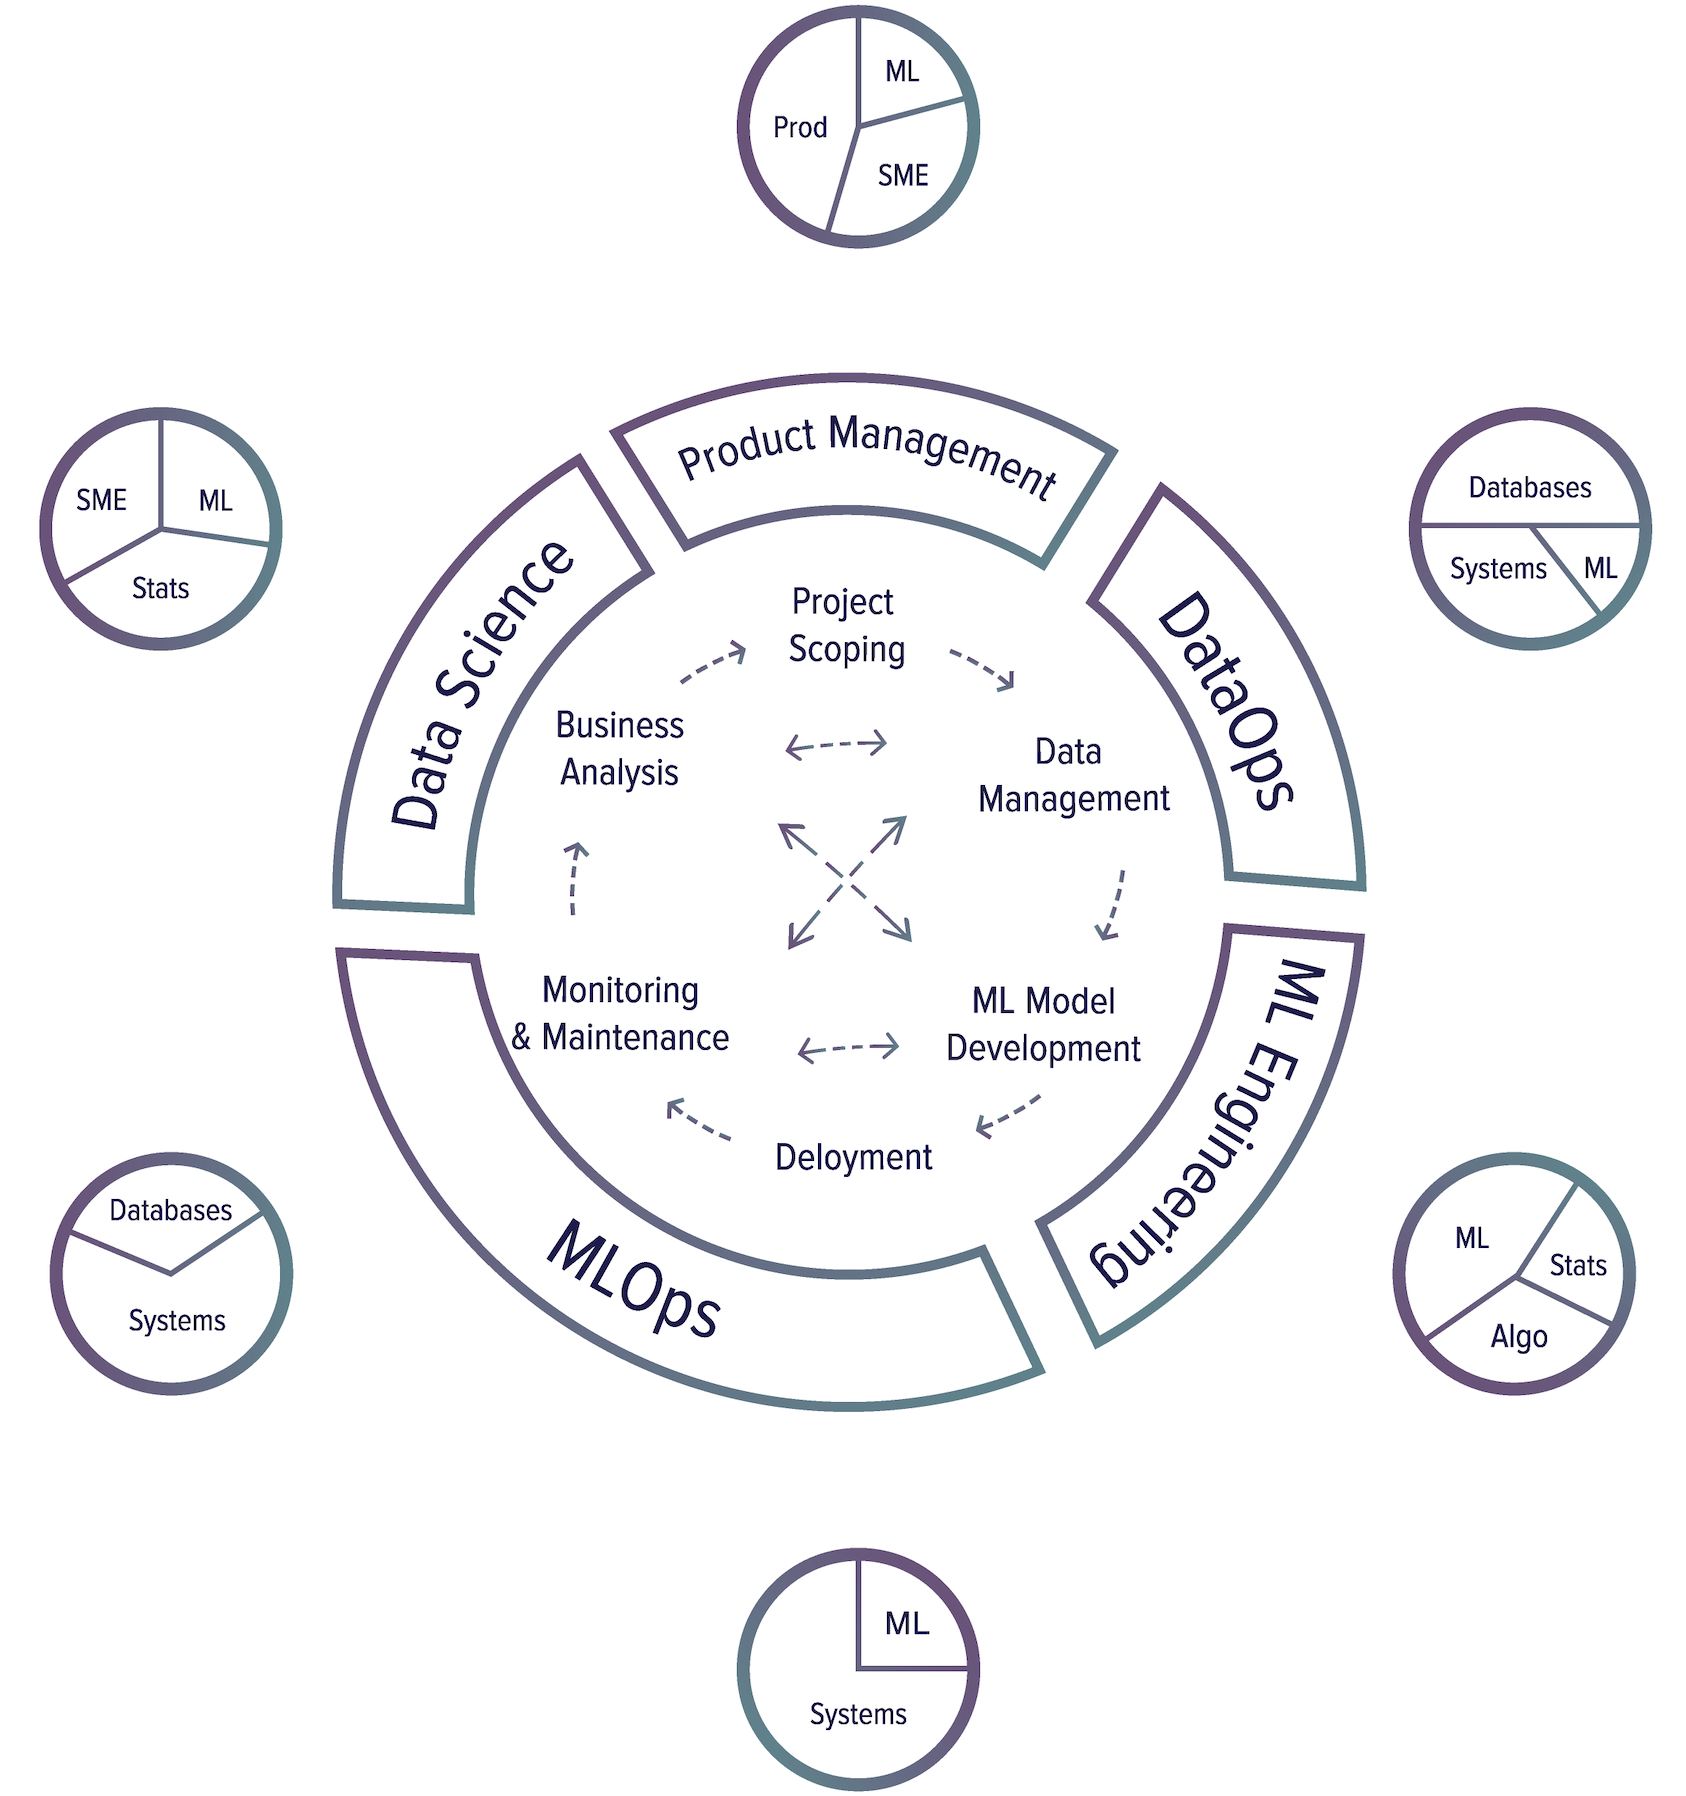 ML
Prod
SME
Product Management
SME
ML
Stats
Databases
Systems
ML
Data Science
DataOps
Project
Scoping
Business
Analysis
Data
Management
Monitoring
& Maintenance
ML Model
Development
Deloyment
ML Engineering
MLOps
Databases
Systems
ML
Stats
Algo
ML
Systems